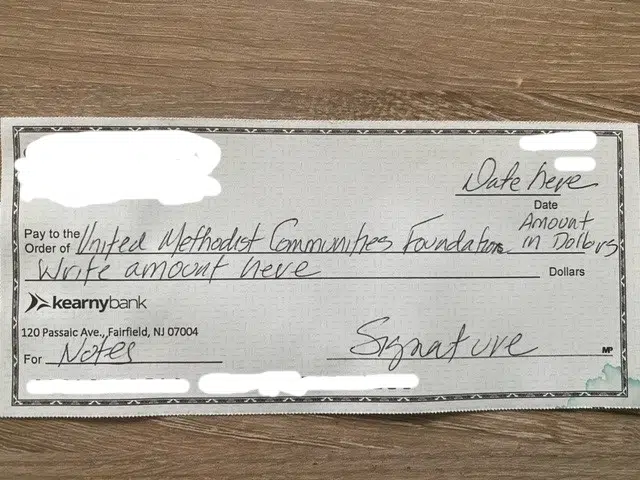 Date here
Date
Pay to the
Order of United Methodist Communities Foundation
Amount
in Dollars
Write amount here Dollars
kearnybank
120 Passaic Ave., Fairfield, NJ 07004
For Notes
Signature
MP